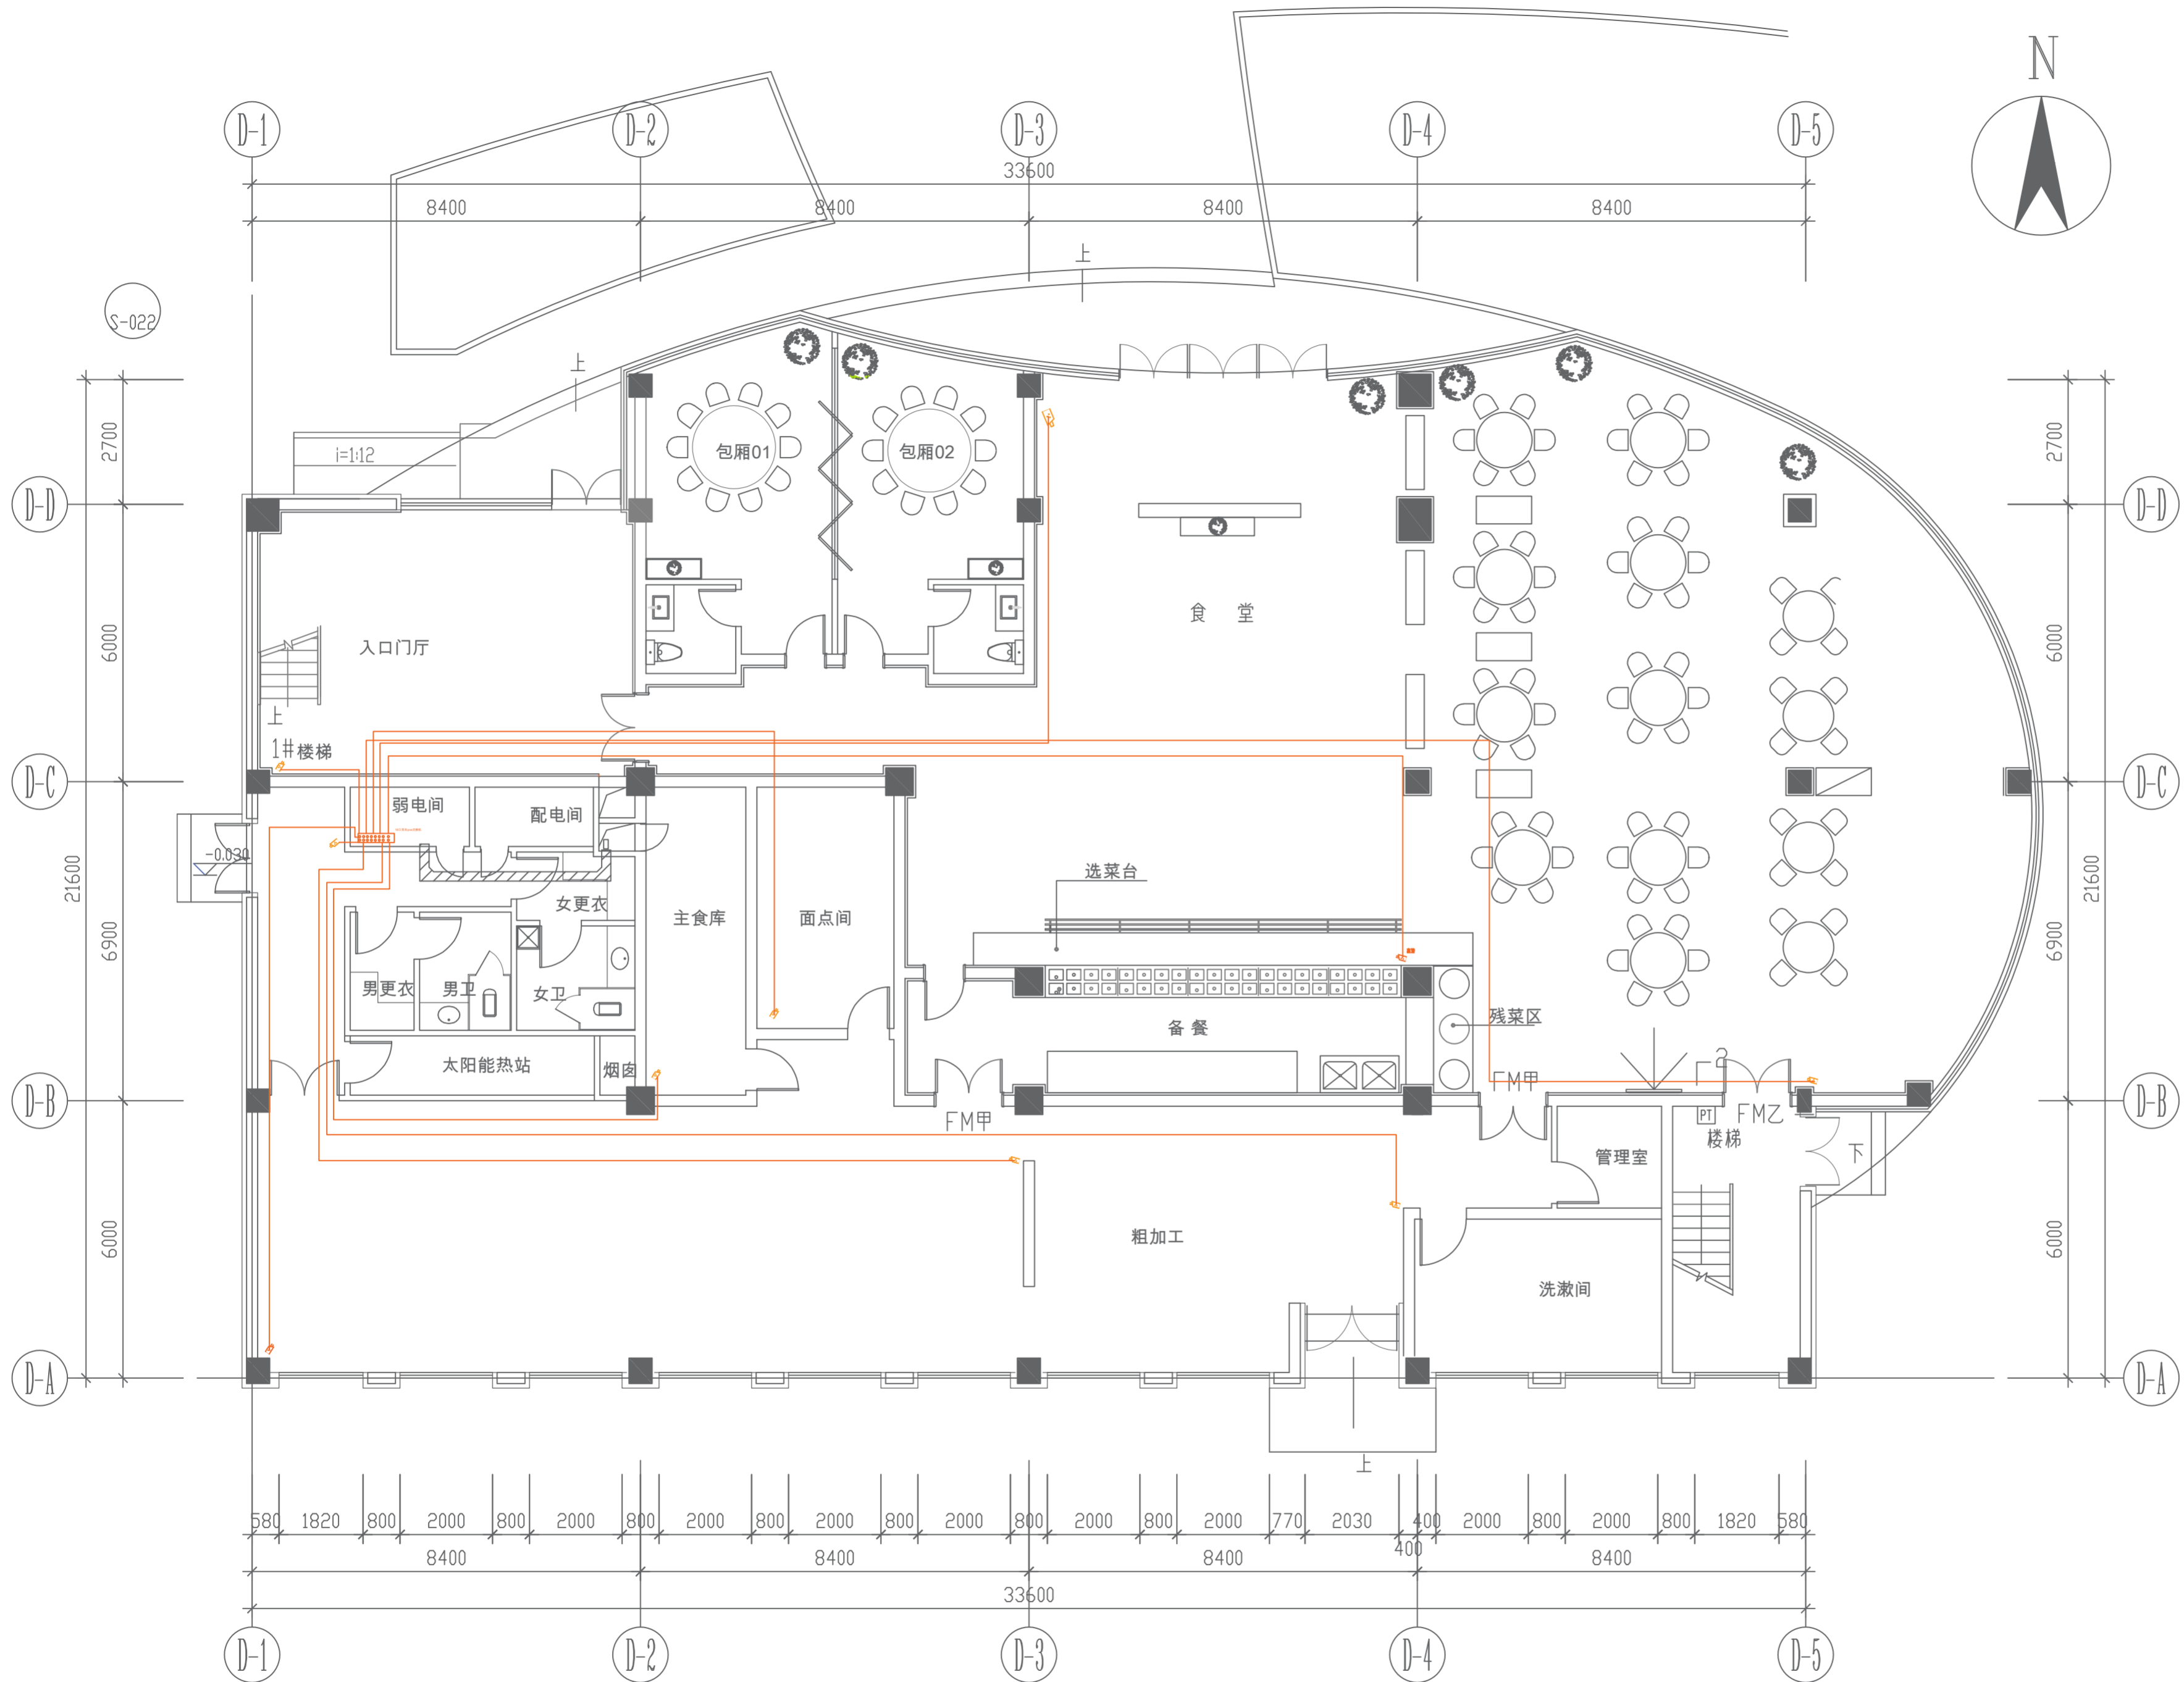 N
D-1
D-2
D-3
D-4
D-5
33600
8400
8400
8400
8400
上
S-022
上
i=1:12
包厢01
包厢02
2700
2700
D-D
D-D
6000
6000
入口门厅
食 堂
上
1#楼梯
D-C
D-C
弱电间
配电间
-0.030
21600
21600
选菜台
女更衣
主食库
面点间
6900
6900
男更衣
男卫
女卫
残菜区
备餐
太阳能热站
烟囱
2
FM甲
D-B
D-B
FM甲
PT
FM乙
楼梯
下
管理室
6000
6000
粗加工
洗漱间
D-A
D-A
上
580
1820
800
2000
800
2000
800
2000
800
2000
800
2000
800
2000
800
2000
770
2030
400
400
2000
800
2000
800
1820
580
8400
8400
8400
8400
33600
D-1
D-2
D-3
D-4
D-5